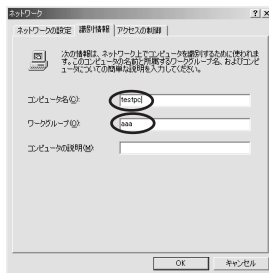 ネットワーク
ネットワークの設定 識別情報 アクセスの制御
次の情報は、ネットワーク上でコンピュータを識別するために使われます。このコンピュータの名前と所属するワークグループ名、およびコンピュータについての簡単な説明を入力してください。
コンピュータ名(C):
testpc
ワークグループ(O):
aaa
コンピュータの説明(M):
OK キャンセル